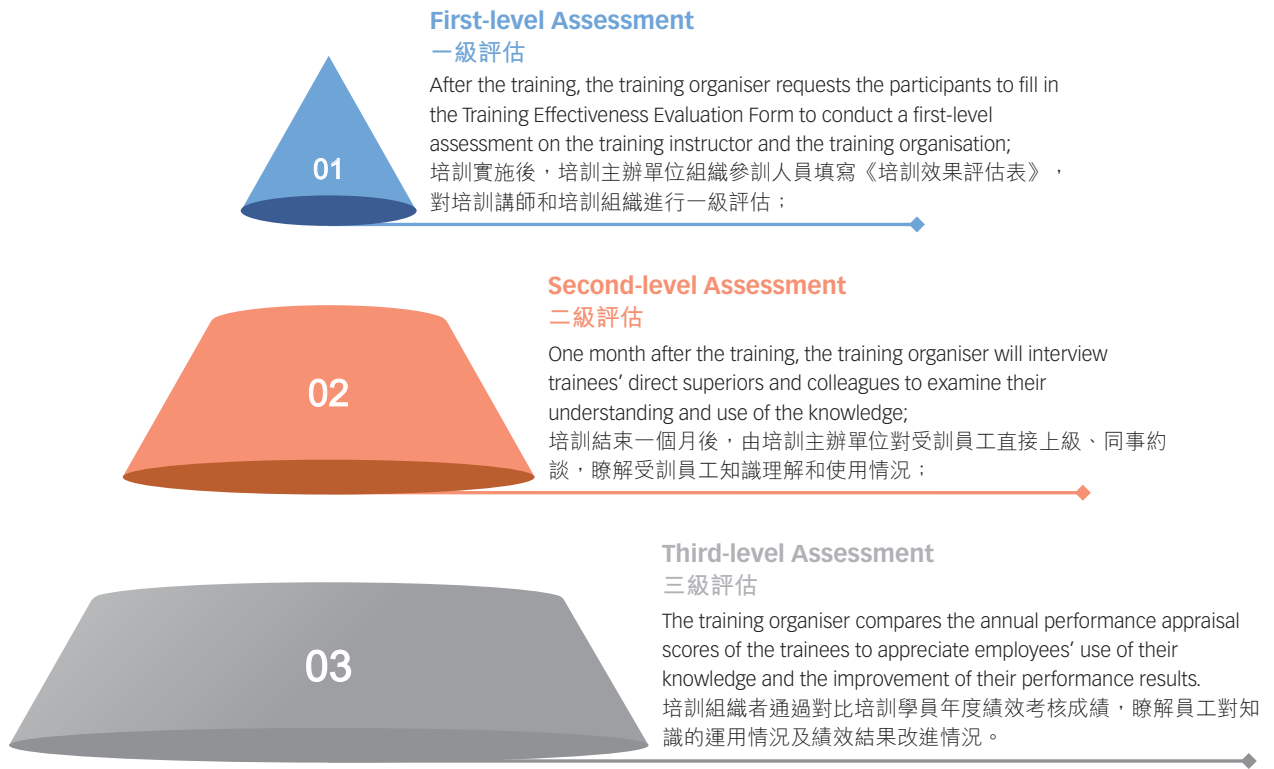 First-level Assessment
一級評估
After the training, the training organiser requests the participants to fill in
the Training Effectiveness Evaluation Form to conduct a first-level
assessment on the training instructor and the training organisation;
培訓實施後，培訓主辦單位組織參訓人員填寫《培訓效果評估表》，
對培訓講師和培訓組織進行一級評估；
01
Second-level Assessment
二級評估
One month after the training, the training organiser will interview
trainees’ direct superiors and colleagues to examine their
understanding and use of the knowledge;
培訓結束一個月後，由培訓主辦單位對受訓員工直接上級、同事約
談，瞭解受訓員工知識理解和使用情況；
02
Third-level Assessment
三級評估
The training organiser compares the annual performance appraisal
scores of the trainees to appreciate employees’ use of their
knowledge and the improvement of their performance results.
培訓組織者通過對比培訓學員年度績效考核成績，瞭解員工對知
識的運用情況及績效結果改進情況。
03